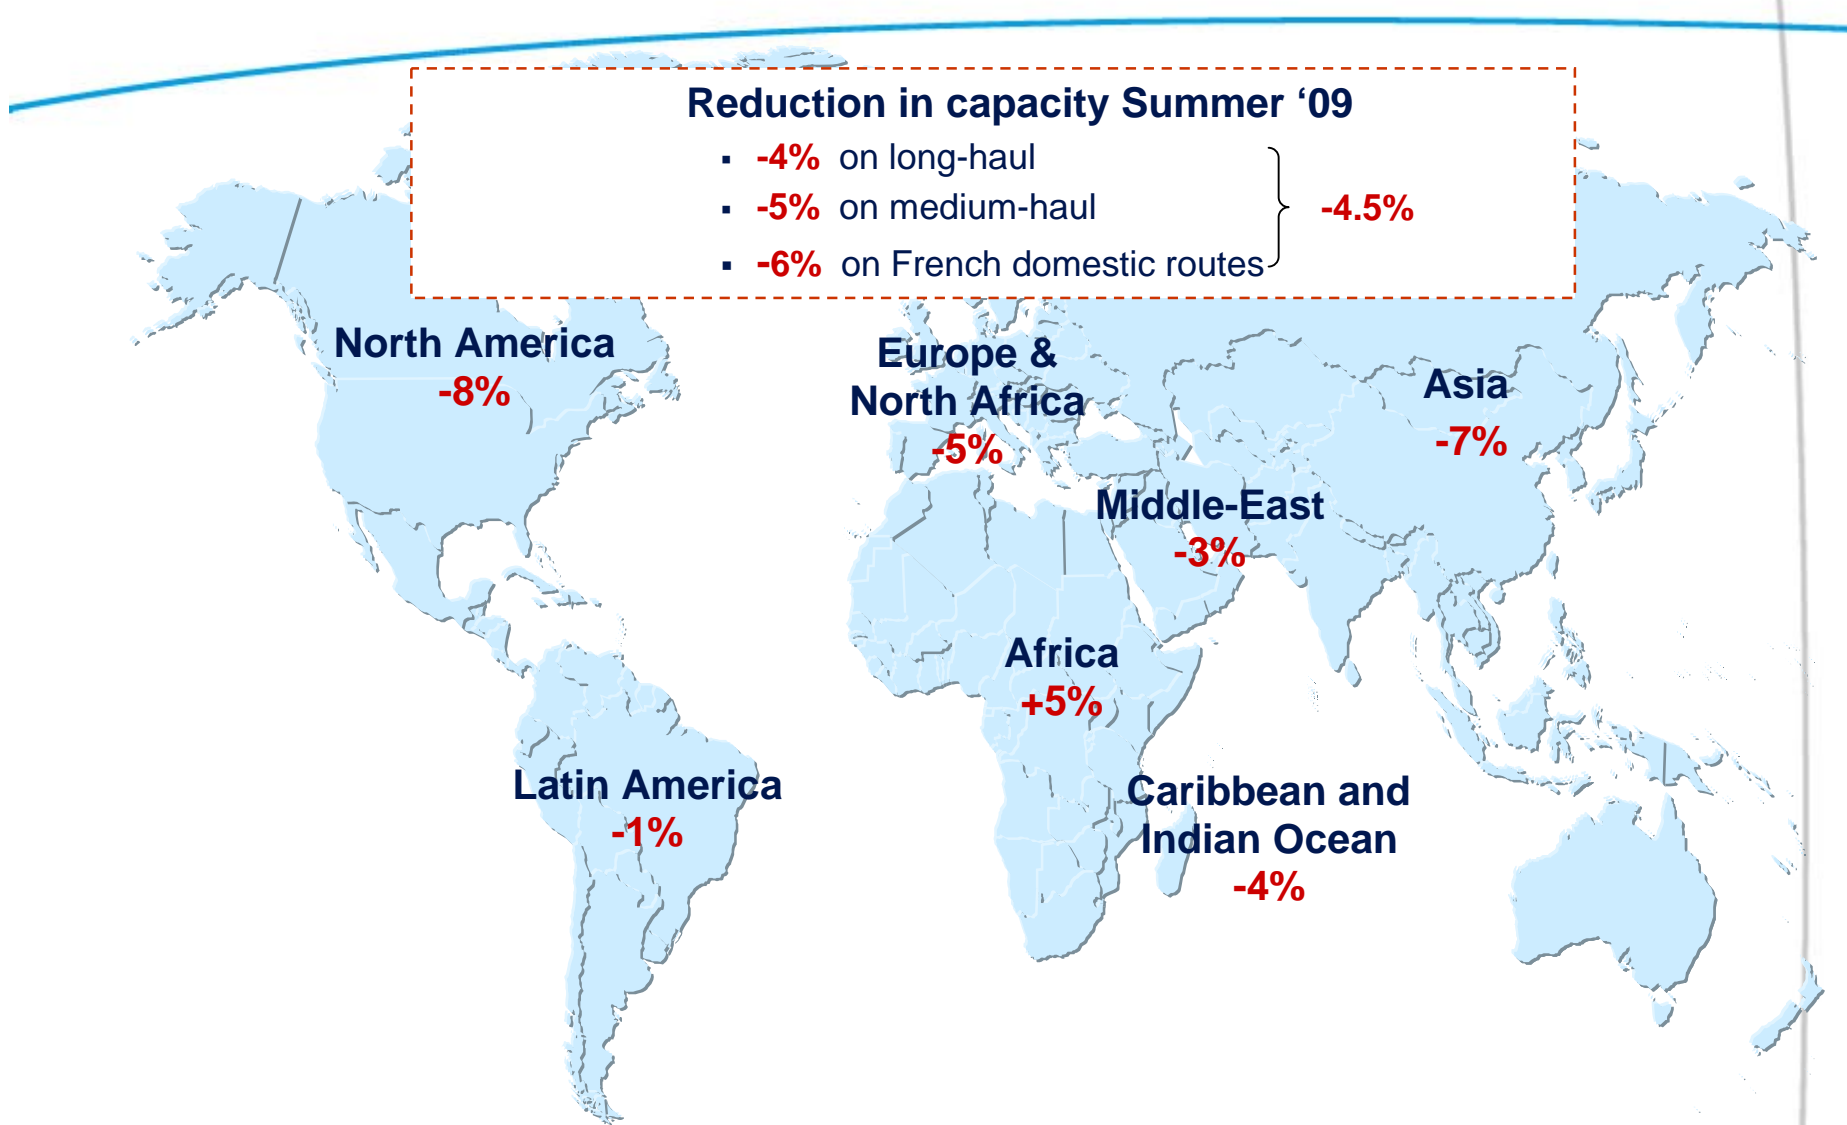 Reduction in capacity Summer ‘09
▪ -4% on long-haul
▪ -5% on medium-haul
-4.5%
▪ -6% on French domestic routes
North America
-8%
Europe &
North Africa
-5%
Asia
-7%
Middle-East
-3%
Africa
+5%
Latin America
-1%
Caribbean and
Indian Ocean
-4%